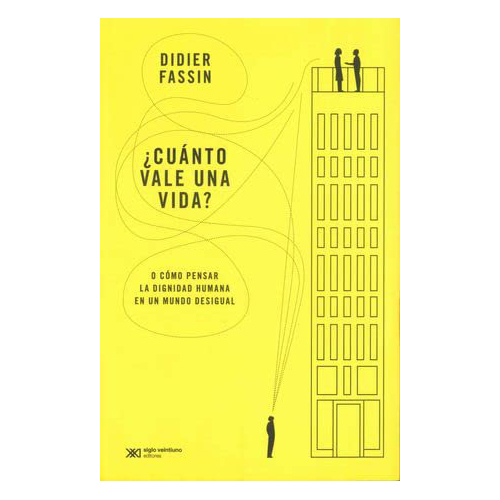 DIDIER
FASSIN
¿CUÁNTO
VALE UNA
VIDA?
O CÓMO PENSAR
LA DIGNIDAD HUMANA
EN UN MUNDO DESIGUAL
siglo veintiuno
editores